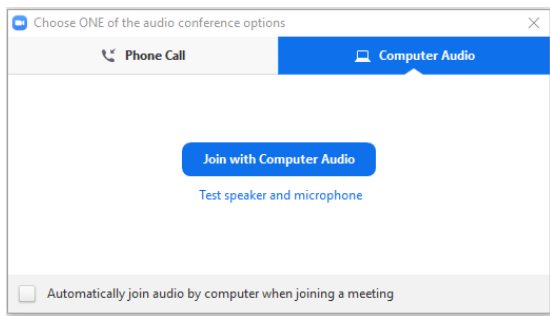 Choose ONE of the audio conference options
Phone Call
Computer Audio
Join with Computer Audio
Test speaker and microphone
Automatically join audio by computer when joining a meeting